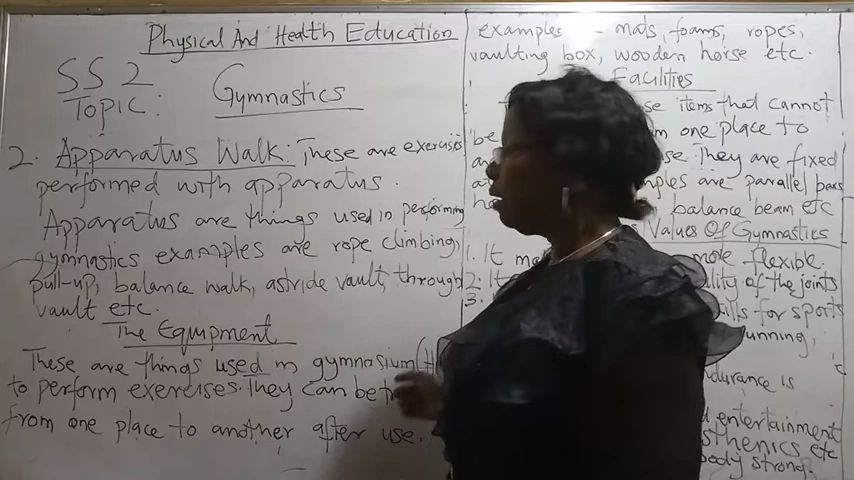 Physical And Health Education
SS 2
Topic: Gymnastics
2. Apparatus Walk: These are exercises
performed with apparatus.
Apparatus are things used in performing
gymnastics examples are rope climbing,
pull-up, balance walk, astride vault, through
vault etc.
The Equipment
These are things used in gymnasium
to perform exercises. They can be
from one place to another after use.
examples - mats, foams, ropes,
vaulting box, wooden horse etc.
Facilities
items that cannot
be from one place to
They are fixed
are parallel bars
balance beam etc
Values Of Gymnastics
1. It more flexible.
2. It of the joints
3. for sports
running,
endurance is
entertainment
etc
body strong.